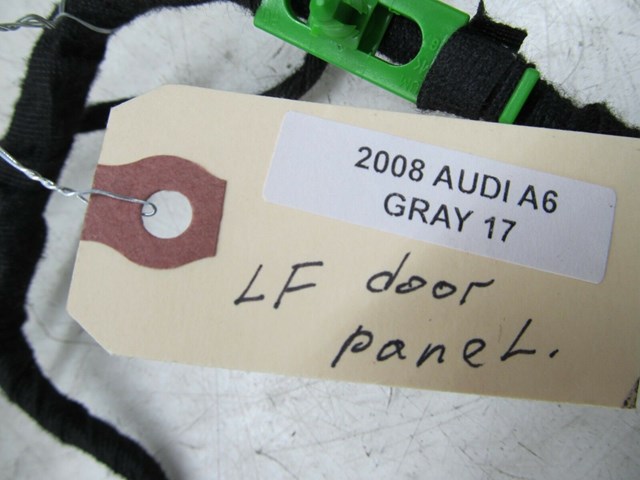 2008 AUDI A6
GRAY 17
LF door
panel.